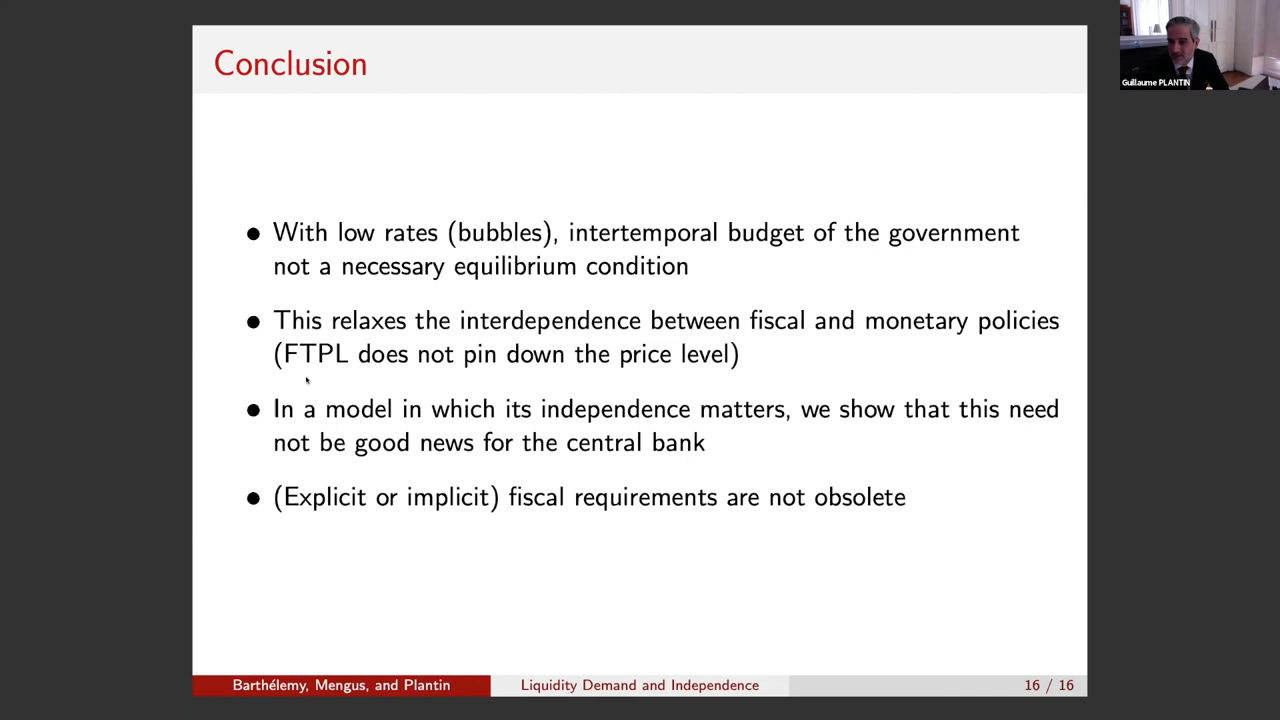 Conclusion
Guillaume PLANTIN
● With low rates (bubbles), intertemporal budget of the government
not a necessary equilibrium condition
● This relaxes the interdependence between fiscal and monetary policies
(FTPL does not pin down the price level)
● In a model in which its independence matters, we show that this need
not be good news for the central bank
● (Explicit or implicit) fiscal requirements are not obsolete
Barthélemy, Mengus, and Plantin
Liquidity Demand and Independence
16 / 16